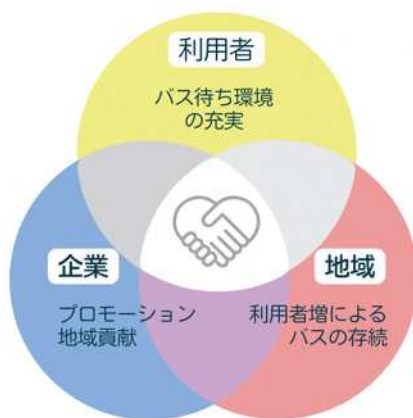 利用者
バス待ち環境
の充実
企業
プロモーション
地域貢献
地域
利用者増による
バスの存続